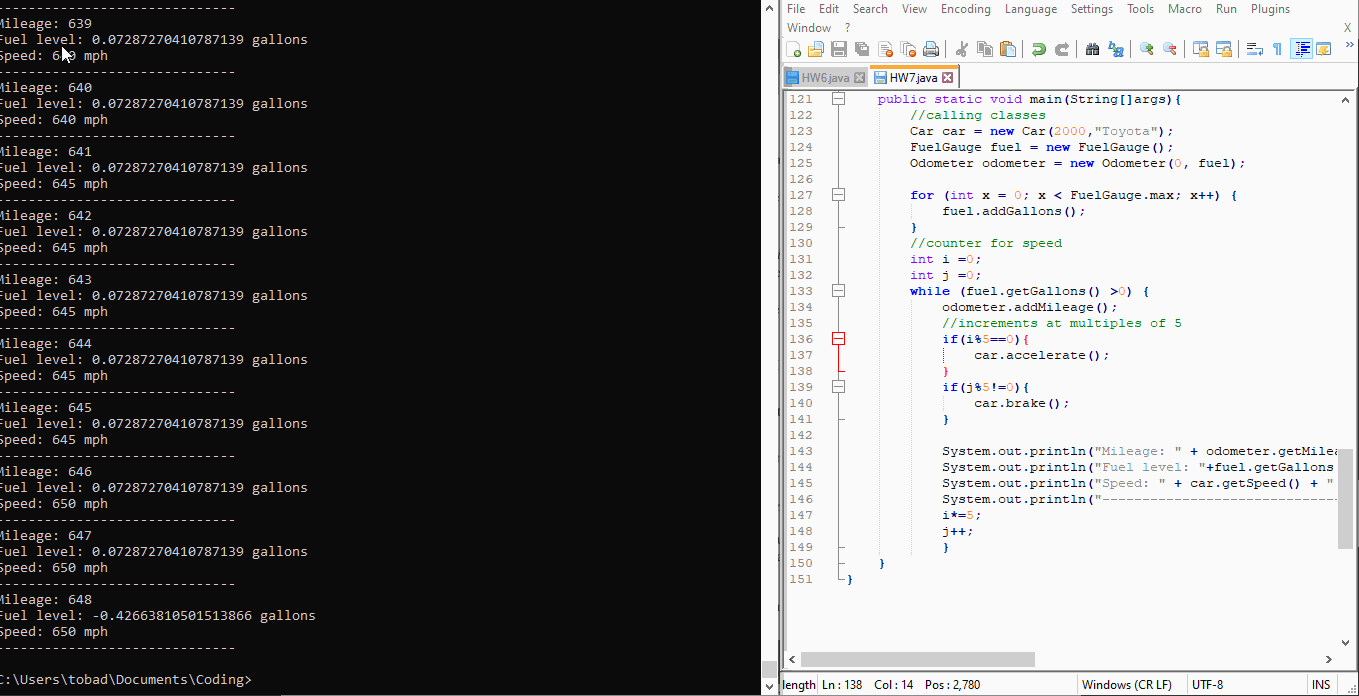 -----------------------------
Mileage: 639
Fuel level: 0.07287270410787139 gallons
Speed: 640 mph
-----------------------------
Mileage: 640
Fuel level: 0.07287270410787139 gallons
Speed: 640 mph
-----------------------------
Mileage: 641
Fuel level: 0.07287270410787139 gallons
Speed: 645 mph
-----------------------------
Mileage: 642
Fuel level: 0.07287270410787139 gallons
Speed: 645 mph
-----------------------------
Mileage: 643
Fuel level: 0.07287270410787139 gallons
Speed: 645 mph
-----------------------------
Mileage: 644
Fuel level: 0.07287270410787139 gallons
Speed: 645 mph
-----------------------------
Mileage: 645
Fuel level: 0.07287270410787139 gallons
Speed: 645 mph
-----------------------------
Mileage: 646
Fuel level: 0.07287270410787139 gallons
Speed: 650 mph
-----------------------------
Mileage: 647
Fuel level: 0.07287270410787139 gallons
Speed: 650 mph
-----------------------------
Mileage: 648
Fuel level: -0.42663810501513866 gallons
Speed: 650 mph
-----------------------------
C:\Users\tobad\Documents\Coding>
File Edit Search View Encoding Language Settings Tools Macro Run Plugins
Window ? X
HW6.java HW7.java
121 public static void main(String[]args){
122 //calling classes
123 Car car = new Car(2000,"Toyota");
124 FuelGauge fuel = new FuelGauge();
125 Odometer odometer = new Odometer(0, fuel);
126
127 for (int x = 0; x < FuelGauge.max; x++) {
128 fuel.addGallons();
129 }
130 //counter for speed
131 int i =0;
132 int j =0;
133 while (fuel.getGallons() >0) {
134 odometer.addMileage();
135 //increments at multiples of 5
136 if(i%5==0){
137 car.accelerate();
138 }
139 if(j%5!=0){
140 car.brake();
141 }
142
143 System.out.println("Mileage: " + odometer.getMilea
144 System.out.println("Fuel level: "+fuel.getGallons
145 System.out.println("Speed: " + car.getSpeed() + "
146 System.out.println("-----------------------------
147 i*=5;
148 j++;
149 }
150 }
151 }
length Ln : 138 Col : 14 Pos : 2,780 Windows (CR LF) UTF-8 INS